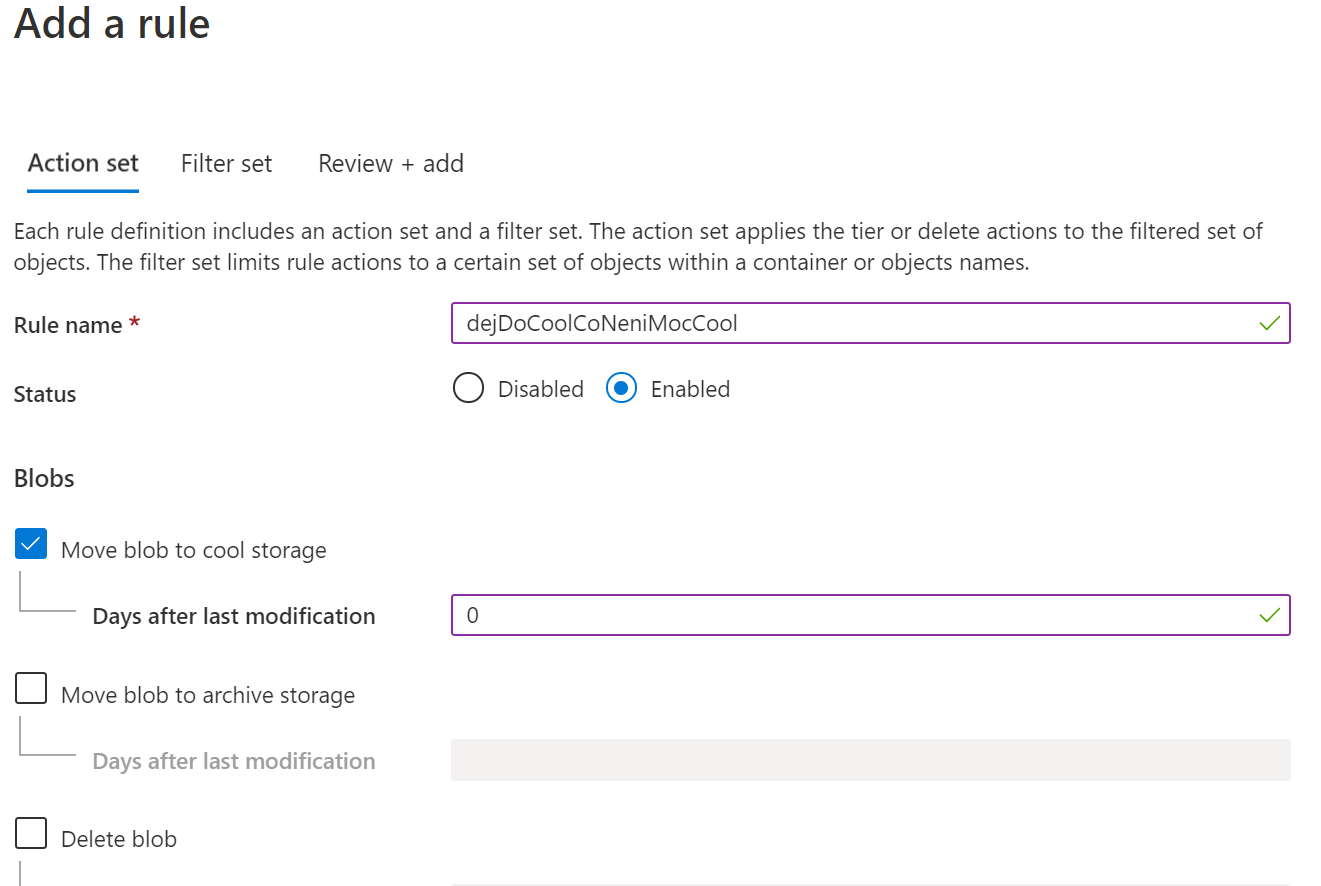 Add a rule
Action set Filter set Review + add
Each rule definition includes an action set and a filter set. The action set applies the tier or delete actions to the filtered set of
objects. The filter set limits rule actions to a certain set of objects within a container or objects names.
Rule name * dejDoCoolCoNeniMocCool
Status Disabled Enabled
Blobs
Move blob to cool storage
Days after last modification 0
Move blob to archive storage
Days after last modification
Delete blob